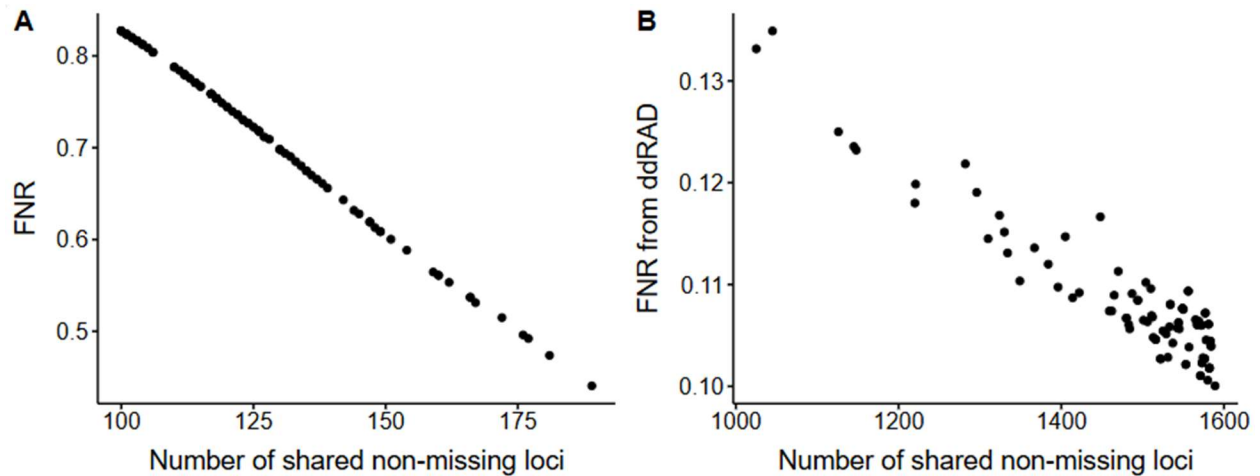 A
FNR
0.8
0.7
0.6
0.5
100 125 150 175
Number of shared non-missing loci
B
FNR from ddRAD
0.13
0.12
0.11
0.10
1000 1200 1400 1600
Number of shared non-missing loci